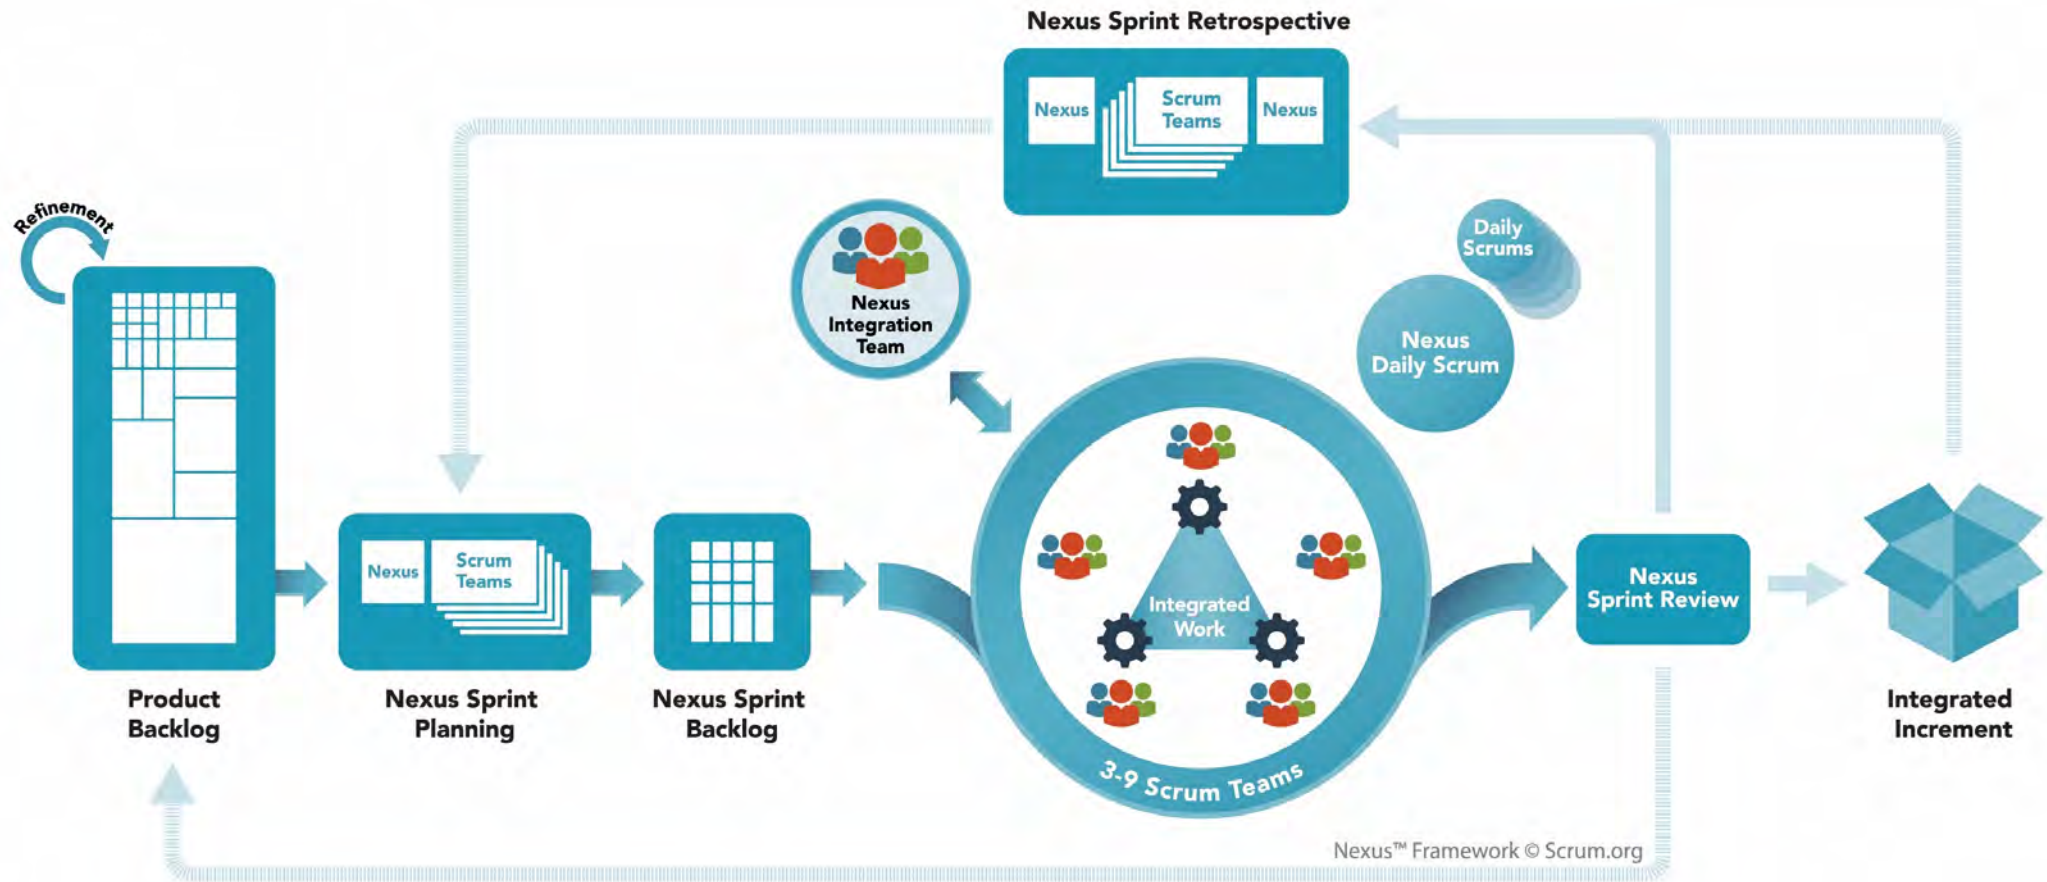 Nexus Sprint Retrospective
Nexus
Scrum
Teams
Nexus
Refinement
Daily
Scrums
Nexus
Integration
Team
Nexus
Daily Scrum
Nexus
Scrum
Teams
Integrated
Work
Nexus
Sprint Review
Product
Backlog
Nexus Sprint
Planning
Nexus Sprint
Backlog
3-9 Scrum Teams
Integrated
Increment
Nexus™ Framework © Scrum.org